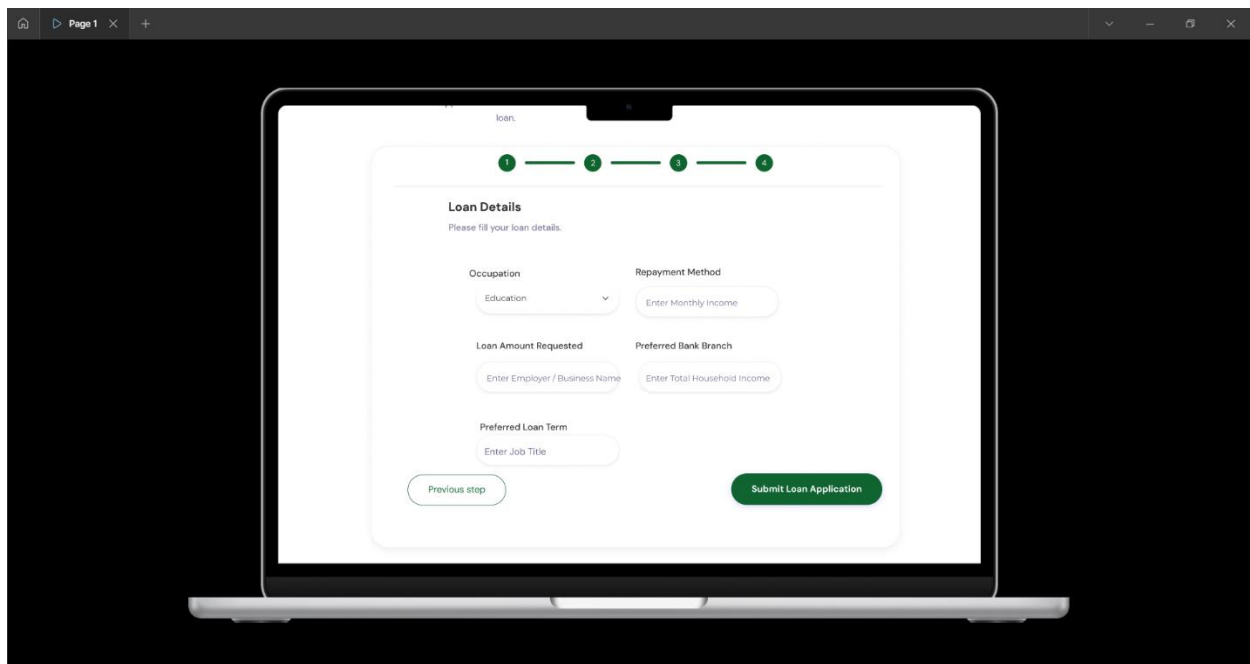 Page 1
loan.
1 2 3 4
Loan Details
Please fill your loan details.
Occupation
Repayment Method
Education
Enter Monthly Income
Loan Amount Requested
Preferred Bank Branch
Enter Employer / Business Name
Enter Total Household Income
Preferred Loan Term
Enter Job Title
Previous step
Submit Loan Application